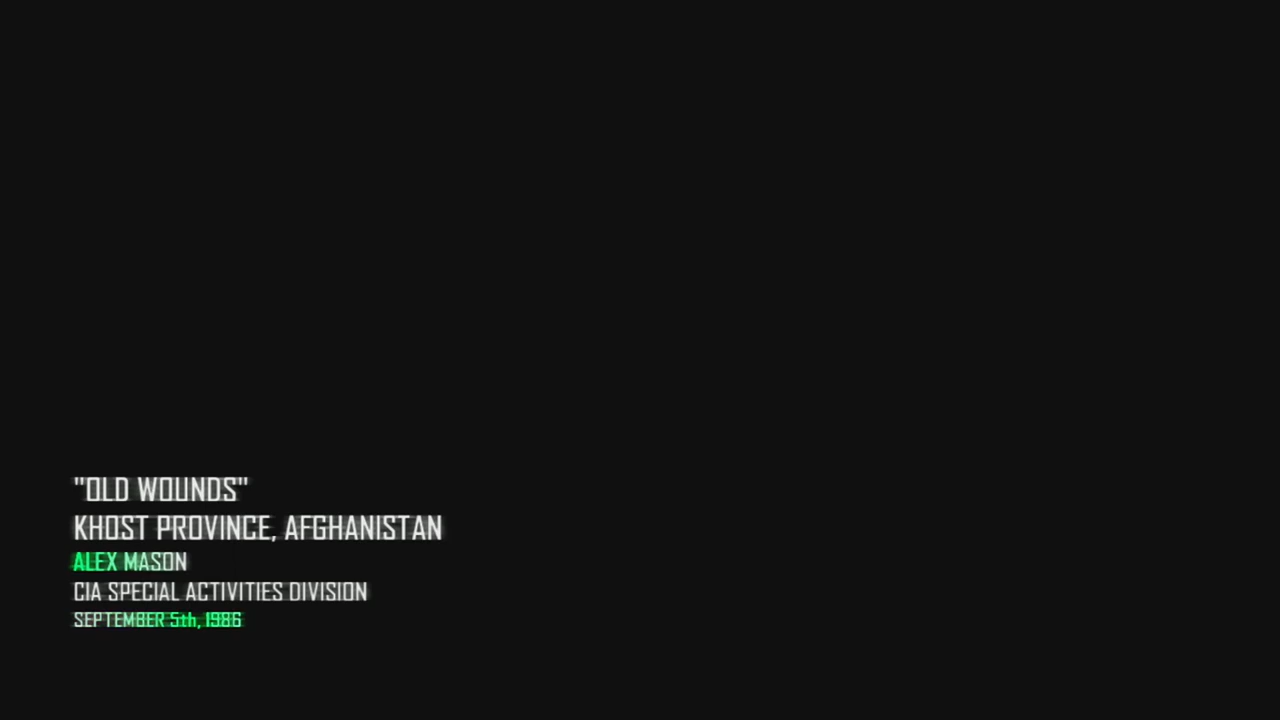 "OLD WOUNDS"
KHOST PROVINCE, AFGHANISTAN
ALEX MASON
CIA SPECIAL ACTIVITIES DIVISION
SEPTEMBER 5th, 1986